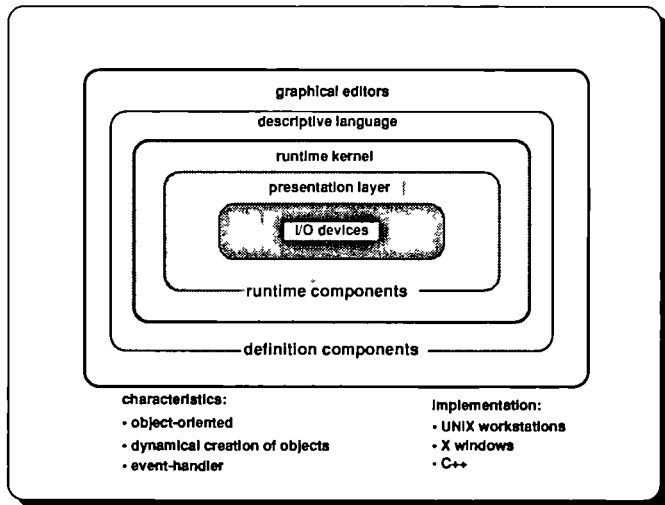 graphical editors
descriptive language
runtime kernel
presentation layer
I/O devices
runtime components
definition components
characteristics:
• object-oriented
• dynamical creation of objects
• event-handler
Implementation:
• UNIX workstations
• X windows
• C++